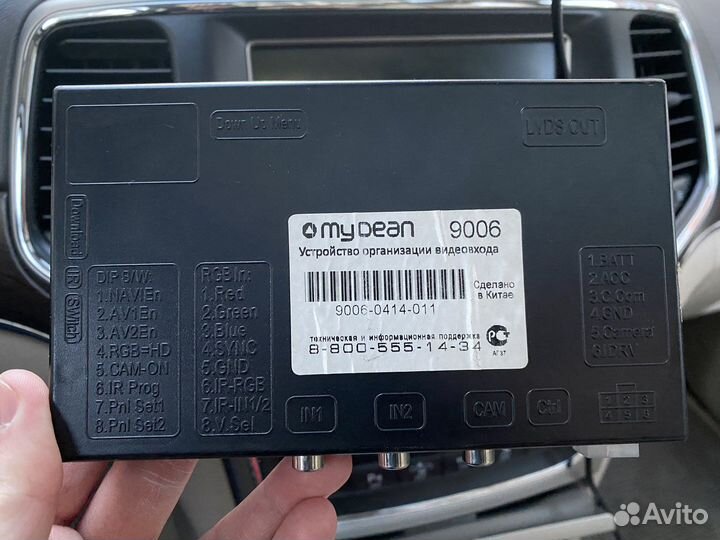 Down Up Menu
LVDS OUT
Download
IR / Switch
mydean 9006
Устройство организации видеовхода
9006-0414-011
Сделано
в Китае
техническая и информационная поддержка
8-800-555-14-34
АГ37
DIP S/W:
1.NAVIEn
2.AV1En
3.AV2En
4.RGB=HD
5.CAM-ON
6.IR Prog
7.Pnl Set1
8.Pnl Set2
RGB In:
1.Red
2.Green
3.Blue
4.SYNC
5.GND
6.IR-RGB
7.IR-IN1/2
8.V.Sel
1.BATT
2.ACC
3.C.Com
4.GND
5.Camera
6.DRV
IN1
IN2
CAM
1 2 3
4 5 6
Avito